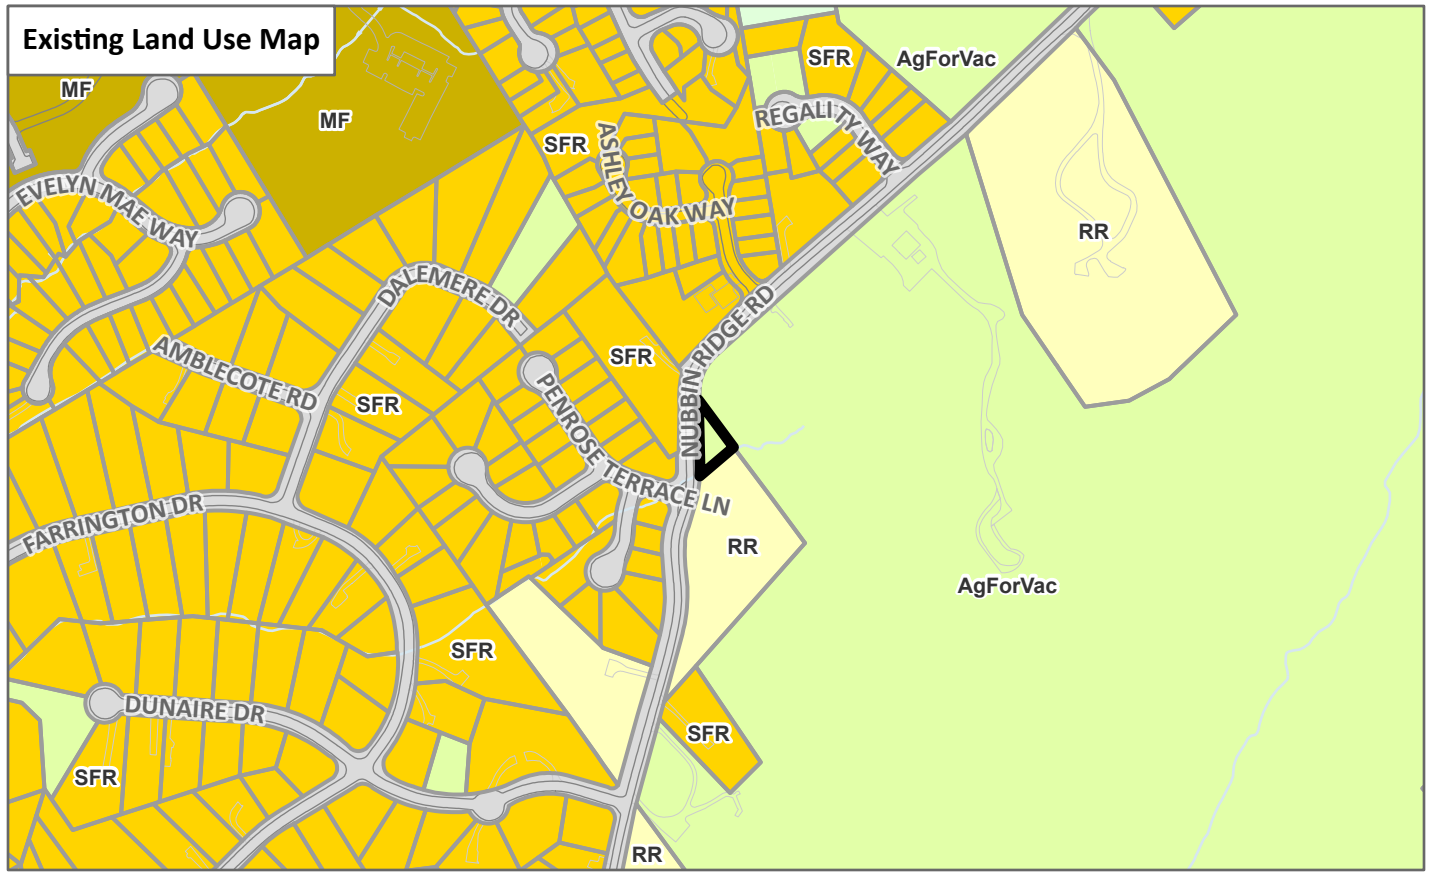 Existing Land Use Map
MF
MF
SFR
AgForVac
SFR
REGALITY WAY
ASHLEY OAK WAY
EVELYN MAE WAY
RR
DALEMERE DR
NUBBIN RIDGE RD
AMBLECOTE RD
SFR
SFR
PENROSE TERRACE LN
FARRINGTON DR
RR
AgForVac
SFR
DUNAIRE DR
SFR
SFR
RR